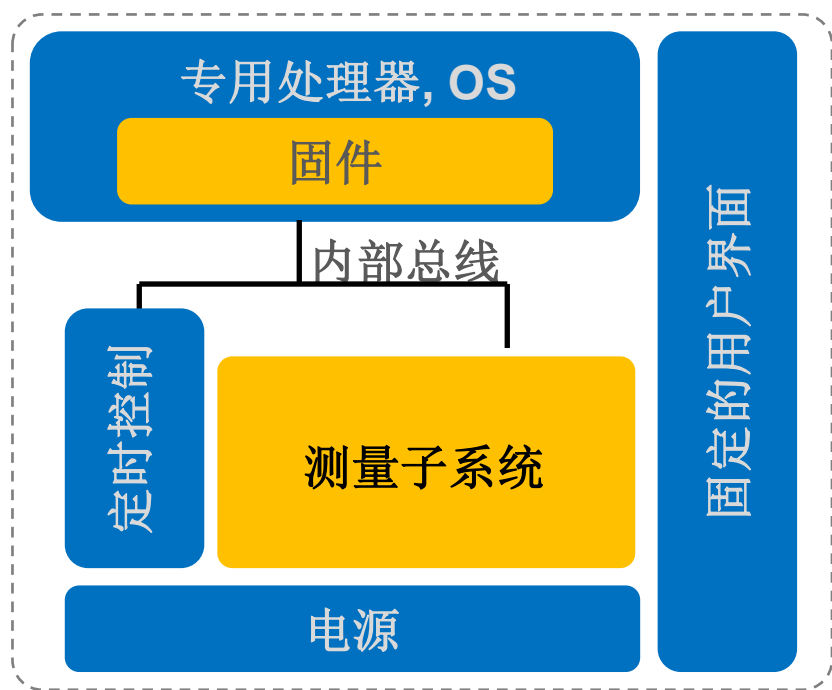 专用处理器, OS
固件
内部总线
定时控制
测量子系统
电源
固定的用户界面